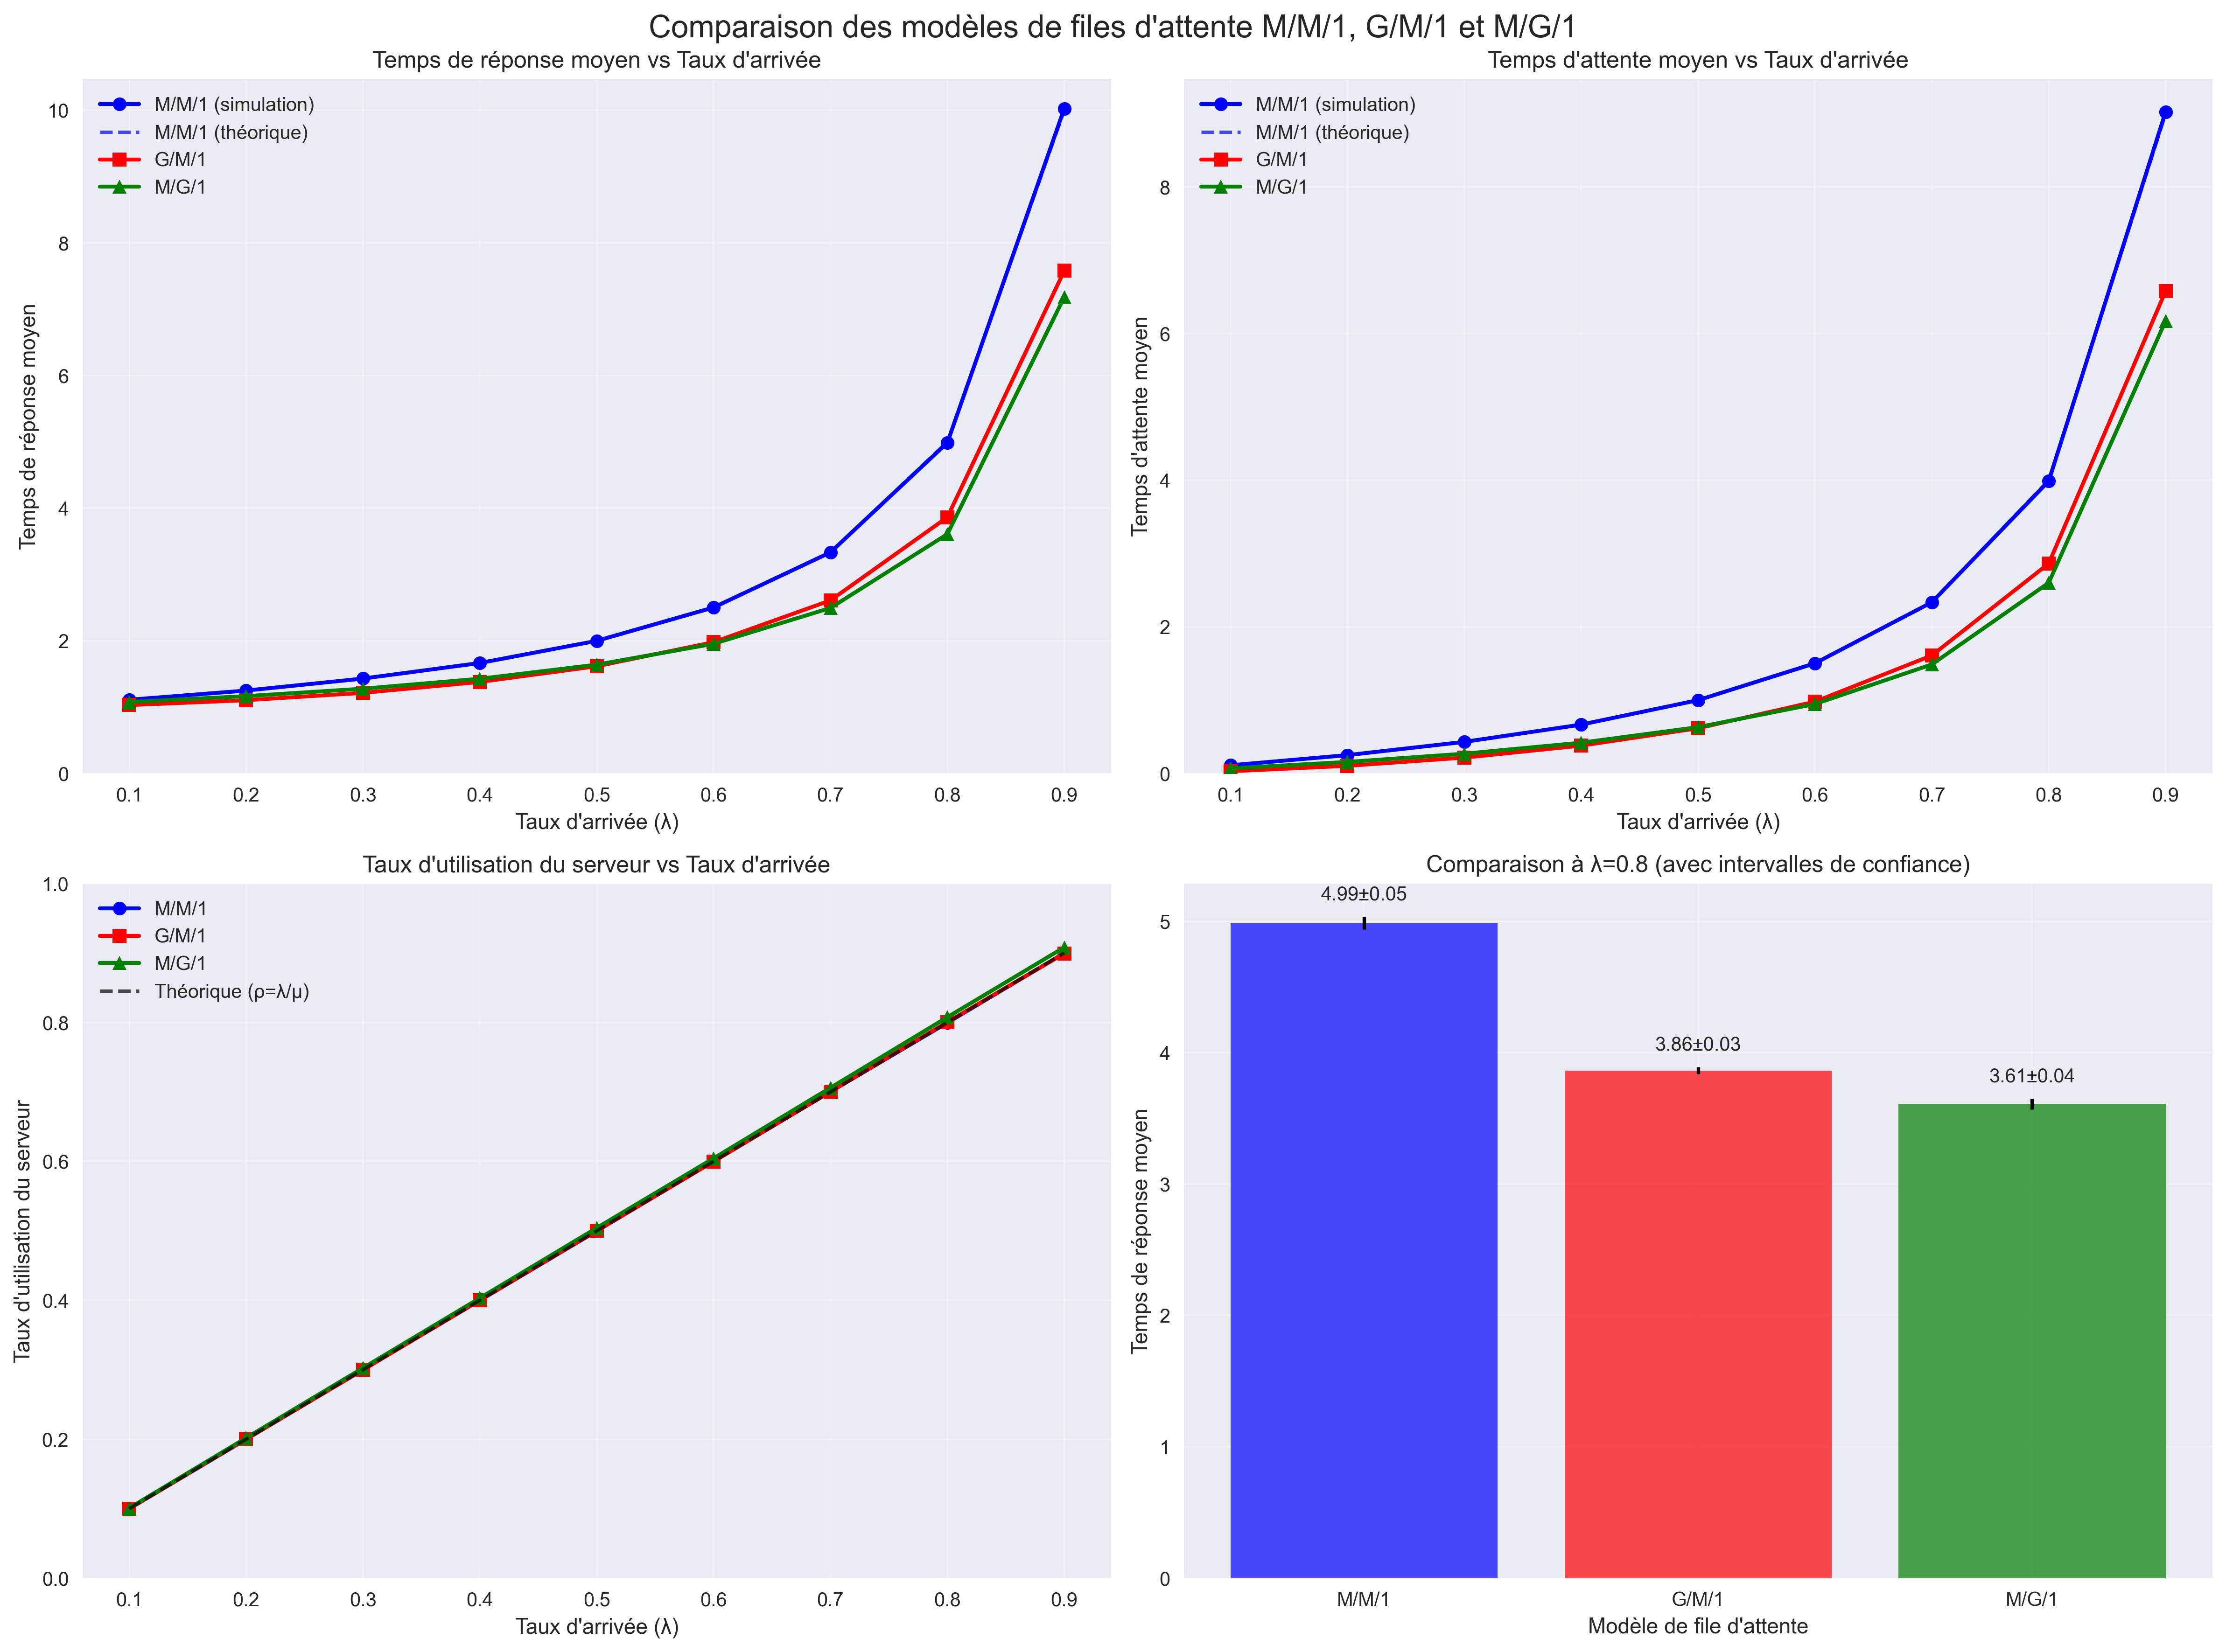 Comparaison des modèles de files d'attente M/M/1, G/M/1 et M/G/1
Temps de réponse moyen vs Taux d'arrivée
M/M/1 (simulation)
M/M/1 (théorique)
G/M/1
M/G/1
Temps de réponse moyen
10
8
6
4
2
0
0.1 0.2 0.3 0.4 0.5 0.6 0.7 0.8 0.9
Taux d'arrivée (λ)
Temps d'attente moyen vs Taux d'arrivée
M/M/1 (simulation)
M/M/1 (théorique)
G/M/1
M/G/1
Temps d'attente moyen
8
6
4
2
0
0.1 0.2 0.3 0.4 0.5 0.6 0.7 0.8 0.9
Taux d'arrivée (λ)
Taux d'utilisation du serveur vs Taux d'arrivée
M/M/1
G/M/1
M/G/1
Théorique (ρ=λ/μ)
Taux d'utilisation du serveur
1.0
0.8
0.6
0.4
0.2
0.0
0.1 0.2 0.3 0.4 0.5 0.6 0.7 0.8 0.9
Taux d'arrivée (λ)
Comparaison à λ=0.8 (avec intervalles de confiance)
4.99±0.05
3.86±0.03
3.61±0.04
Temps de réponse moyen
5
4
3
2
1
0
M/M/1 G/M/1 M/G/1
Modèle de file d'attente